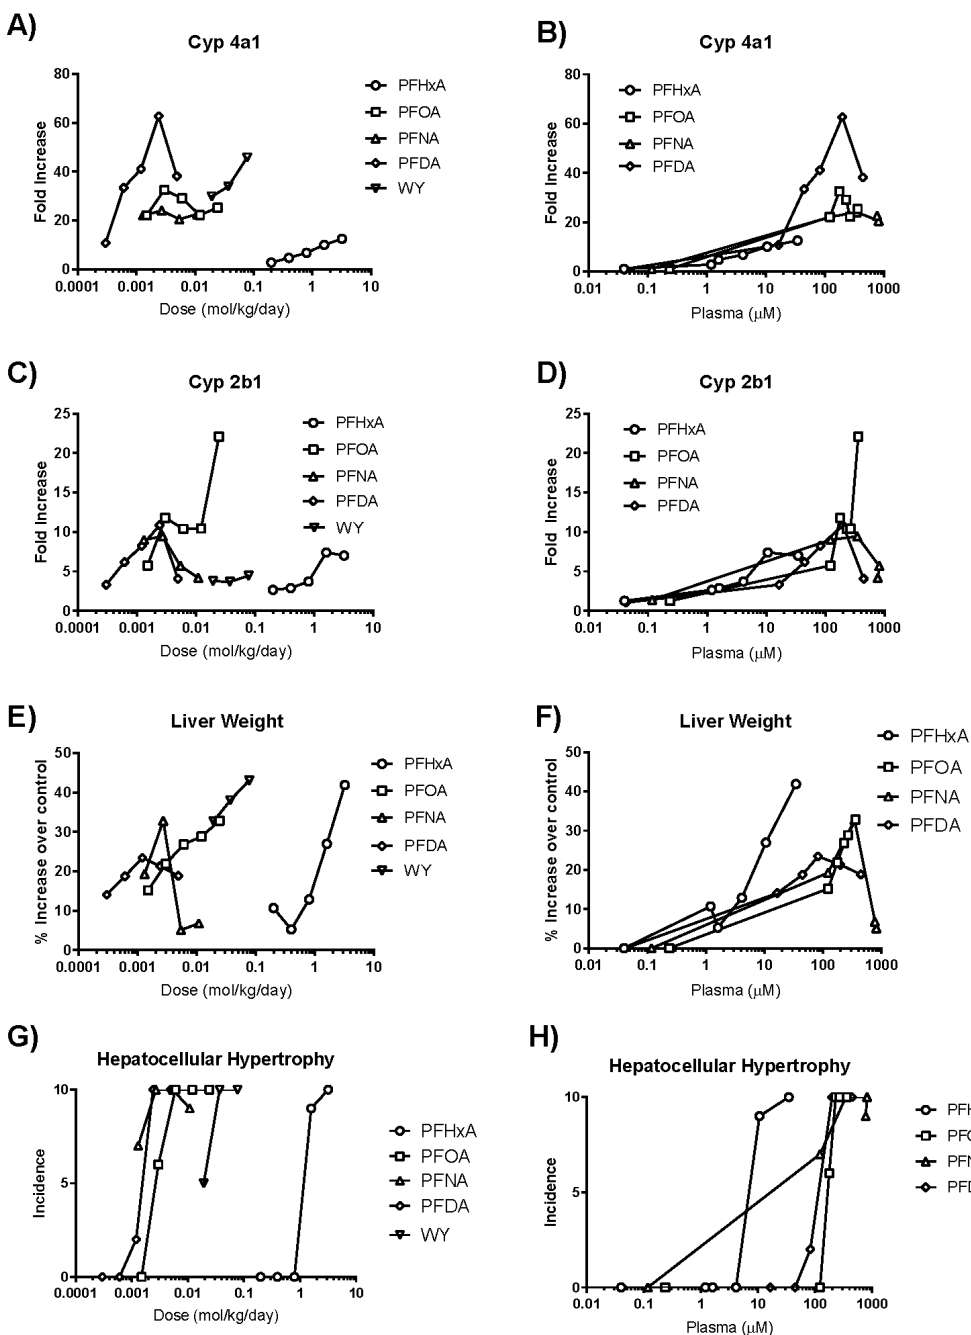 A)
Cyp 4a1
80
60
40
20
0
Fold Increase
0.0001
0.001
0.01
0.1
1
10
Dose (mol/kg/day)
PFHxA
PFOA
PFNA
PFDA
WY
B)
Cyp 4a1
80
60
40
20
0
Fold Increase
0.01
0.1
1
10
100
1000
Plasma (μM)
PFHxA
PFOA
PFNA
PFDA
C)
Cyp 2b1
25
20
15
10
5
0
Fold Increase
0.0001
0.001
0.01
0.1
1
10
Dose (mol/kg/day)
PFHxA
PFOA
PFNA
PFDA
WY
D)
Cyp 2b1
25
20
15
10
5
0
Fold Increase
0.01
0.1
1
10
100
1000
Plasma (μM)
PFHxA
PFOA
PFNA
PFDA
E)
Liver Weight
50
40
30
20
10
0
% Increase over control
0.0001
0.001
0.01
0.1
1
10
Dose (mol/kg/day)
PFHxA
PFOA
PFNA
PFDA
WY
F)
Liver Weight
50
40
30
20
10
0
% Increase over control
0.01
0.1
1
10
100
1000
Plasma (μM)
PFHxA
PFOA
PFNA
PFDA
G)
Hepatocellular Hypertrophy
10
5
0
Incidence
0.0001
0.001
0.01
0.1
1
10
Dose (mol/kg/day)
PFHxA
PFOA
PFNA
PFDA
WY
H)
Hepatocellular Hypertrophy
10
5
0
Incidence
0.01
0.1
1
10
100
1000
Plasma (μM)